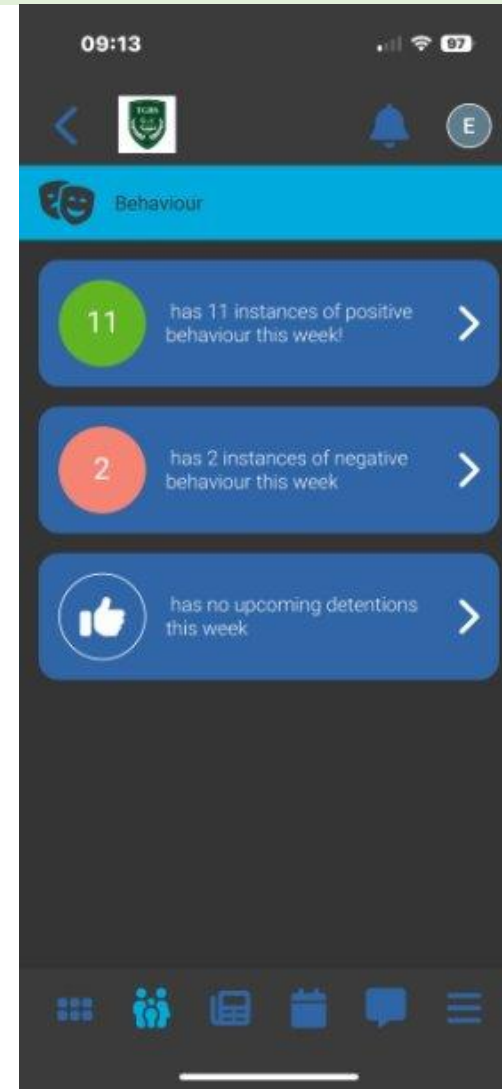 09:13
97
TGBS
E
Behaviour
11
has 11 instances of positive
behaviour this week!
2
has 2 instances of negative
behaviour this week
has no upcoming detentions
this week